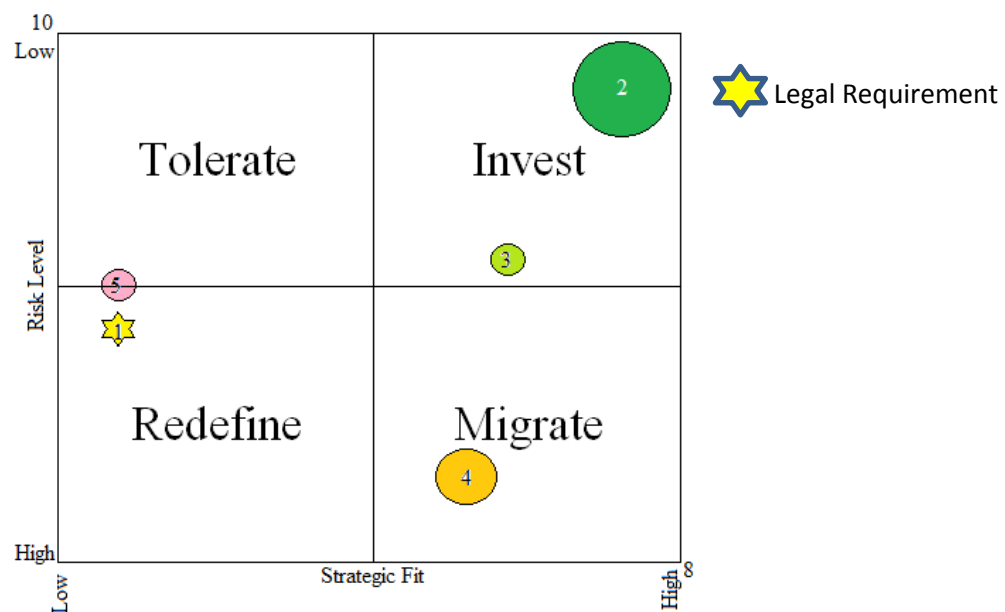 10
Low
2
Legal Requirement
Tolerate
Invest
3
Risk Level
5
1
Redefine
Migrate
4
High
Strategic Fit
8
Low
High